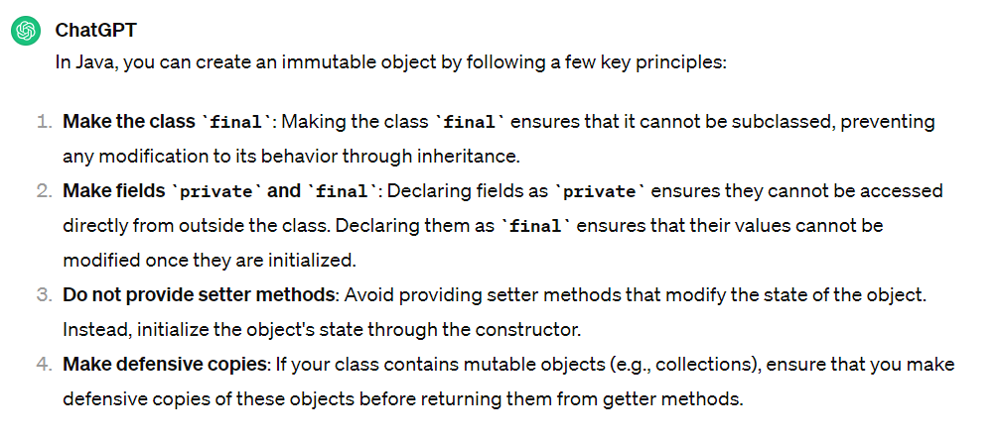 ChatGPT
In Java, you can create an immutable object by following a few key principles:
1. Make the class `final`: Making the class `final` ensures that it cannot be subclassed, preventing
any modification to its behavior through inheritance.
2. Make fields `private` and `final`: Declaring fields as `private` ensures they cannot be accessed
directly from outside the class. Declaring them as `final` ensures that their values cannot be
modified once they are initialized.
3. Do not provide setter methods: Avoid providing setter methods that modify the state of the object.
Instead, initialize the object's state through the constructor.
4. Make defensive copies: If your class contains mutable objects (e.g., collections), ensure that you make
defensive copies of these objects before returning them from getter methods.